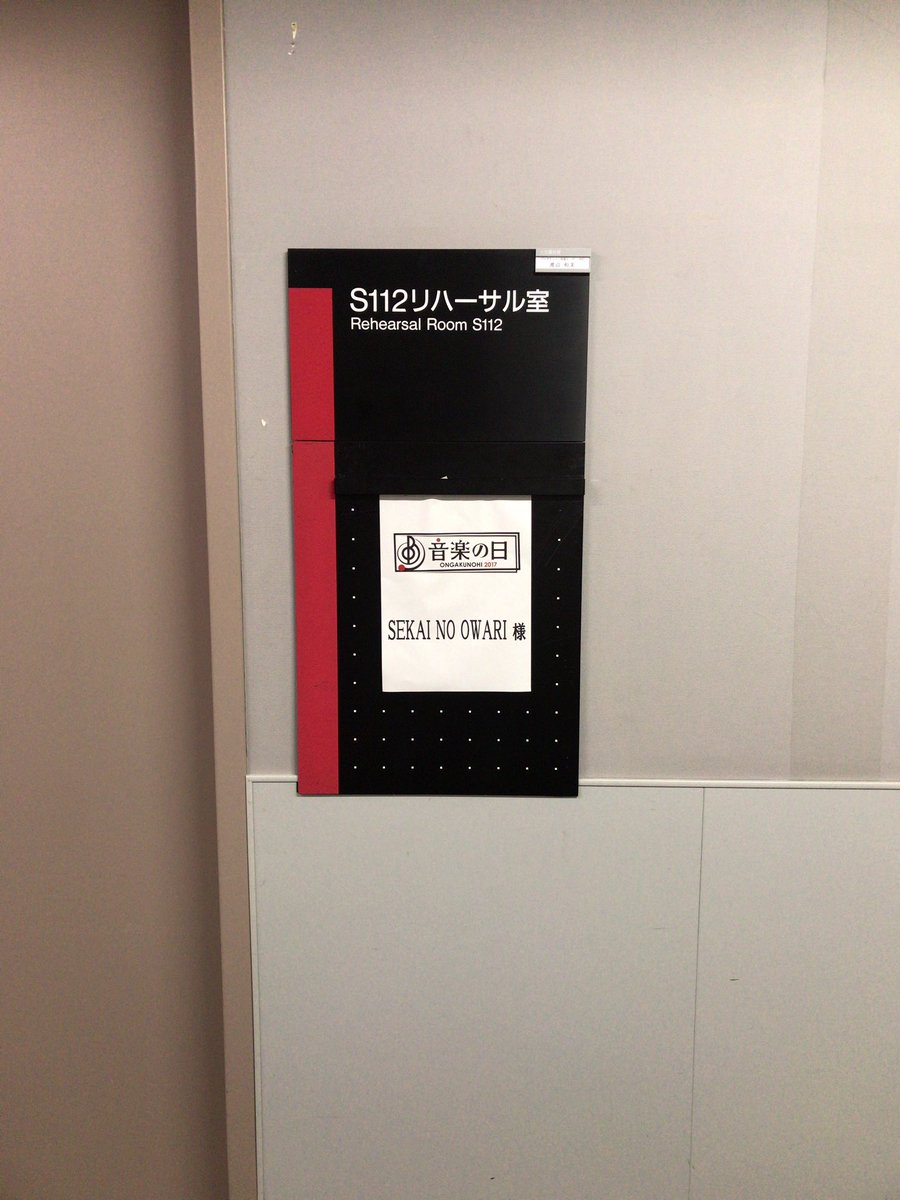 S112リハーサル室
Rehearsal Room S112
音楽の日
ONGAKUNOHI 2017
SEKAI NO OWARI 様